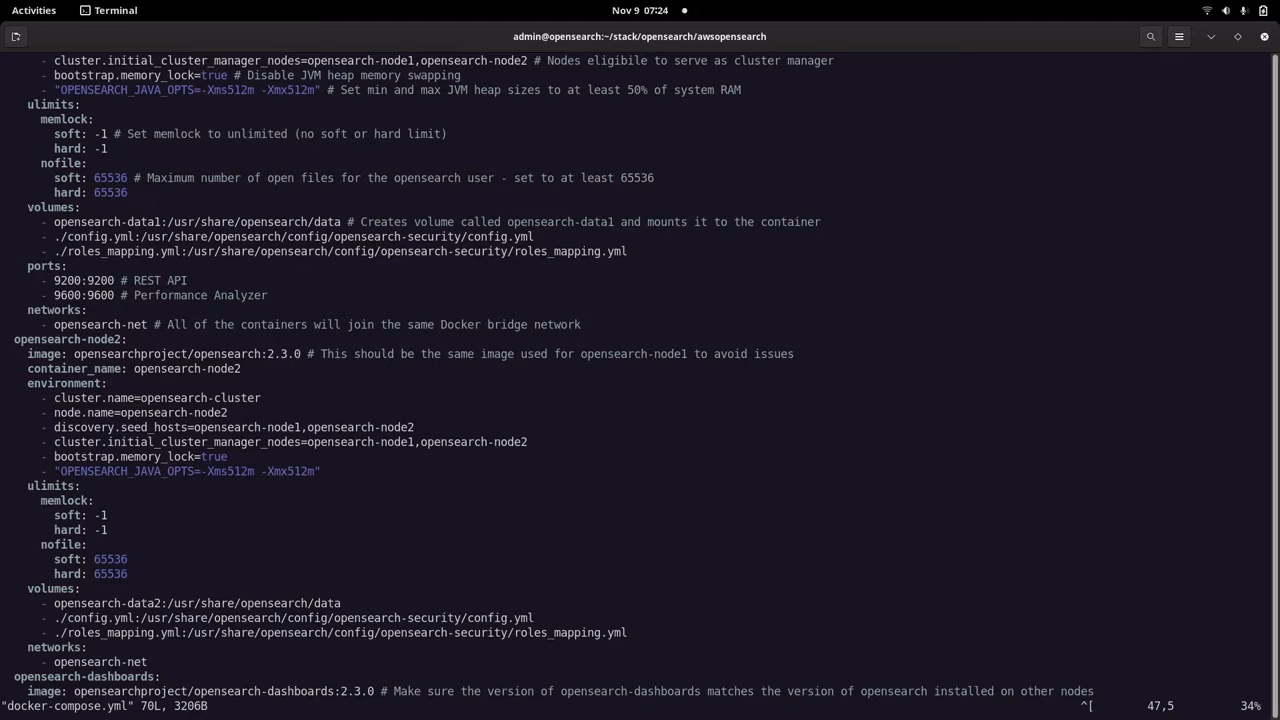 Activities
Terminal
Nov 9 07:24
admin@opensearch:~/stack/opensearch/awsopensearch
- cluster.initial_cluster_manager_nodes=opensearch-node1,opensearch-node2 # Nodes eligibile to serve as cluster manager
- bootstrap.memory_lock=true # Disable JVM heap memory swapping
- "OPENSEARCH_JAVA_OPTS=-Xms512m -Xmx512m" # Set min and max JVM heap sizes to at least 50% of system RAM
ulimits:
memlock:
soft: -1 # Set memlock to unlimited (no soft or hard limit)
hard: -1
nofile:
soft: 65536 # Maximum number of open files for the opensearch user - set to at least 65536
hard: 65536
volumes:
- opensearch-data1:/usr/share/opensearch/data # Creates volume called opensearch-data1 and mounts it to the container
- ./config.yml:/usr/share/opensearch/config/opensearch-security/config.yml
- ./roles_mapping.yml:/usr/share/opensearch/config/opensearch-security/roles_mapping.yml
ports:
- 9200:9200 # REST API
- 9600:9600 # Performance Analyzer
networks:
- opensearch-net # All of the containers will join the same Docker bridge network
opensearch-node2:
image: opensearchproject/opensearch:2.3.0 # This should be the same image used for opensearch-node1 to avoid issues
container_name: opensearch-node2
environment:
- cluster.name=opensearch-cluster
- node.name=opensearch-node2
- discovery.seed_hosts=opensearch-node1,opensearch-node2
- cluster.initial_cluster_manager_nodes=opensearch-node1,opensearch-node2
- bootstrap.memory_lock=true
- "OPENSEARCH_JAVA_OPTS=-Xms512m -Xmx512m"
ulimits:
memlock:
soft: -1
hard: -1
nofile:
soft: 65536
hard: 65536
volumes:
- opensearch-data2:/usr/share/opensearch/data
- ./config.yml:/usr/share/opensearch/config/opensearch-security/config.yml
- ./roles_mapping.yml:/usr/share/opensearch/config/opensearch-security/roles_mapping.yml
networks:
- opensearch-net
opensearch-dashboards:
image: opensearchproject/opensearch-dashboards:2.3.0 # Make sure the version of opensearch-dashboards matches the version of opensearch installed on other nodes
"docker-compose.yml" 70L, 3206B ^[ 47,5 34%